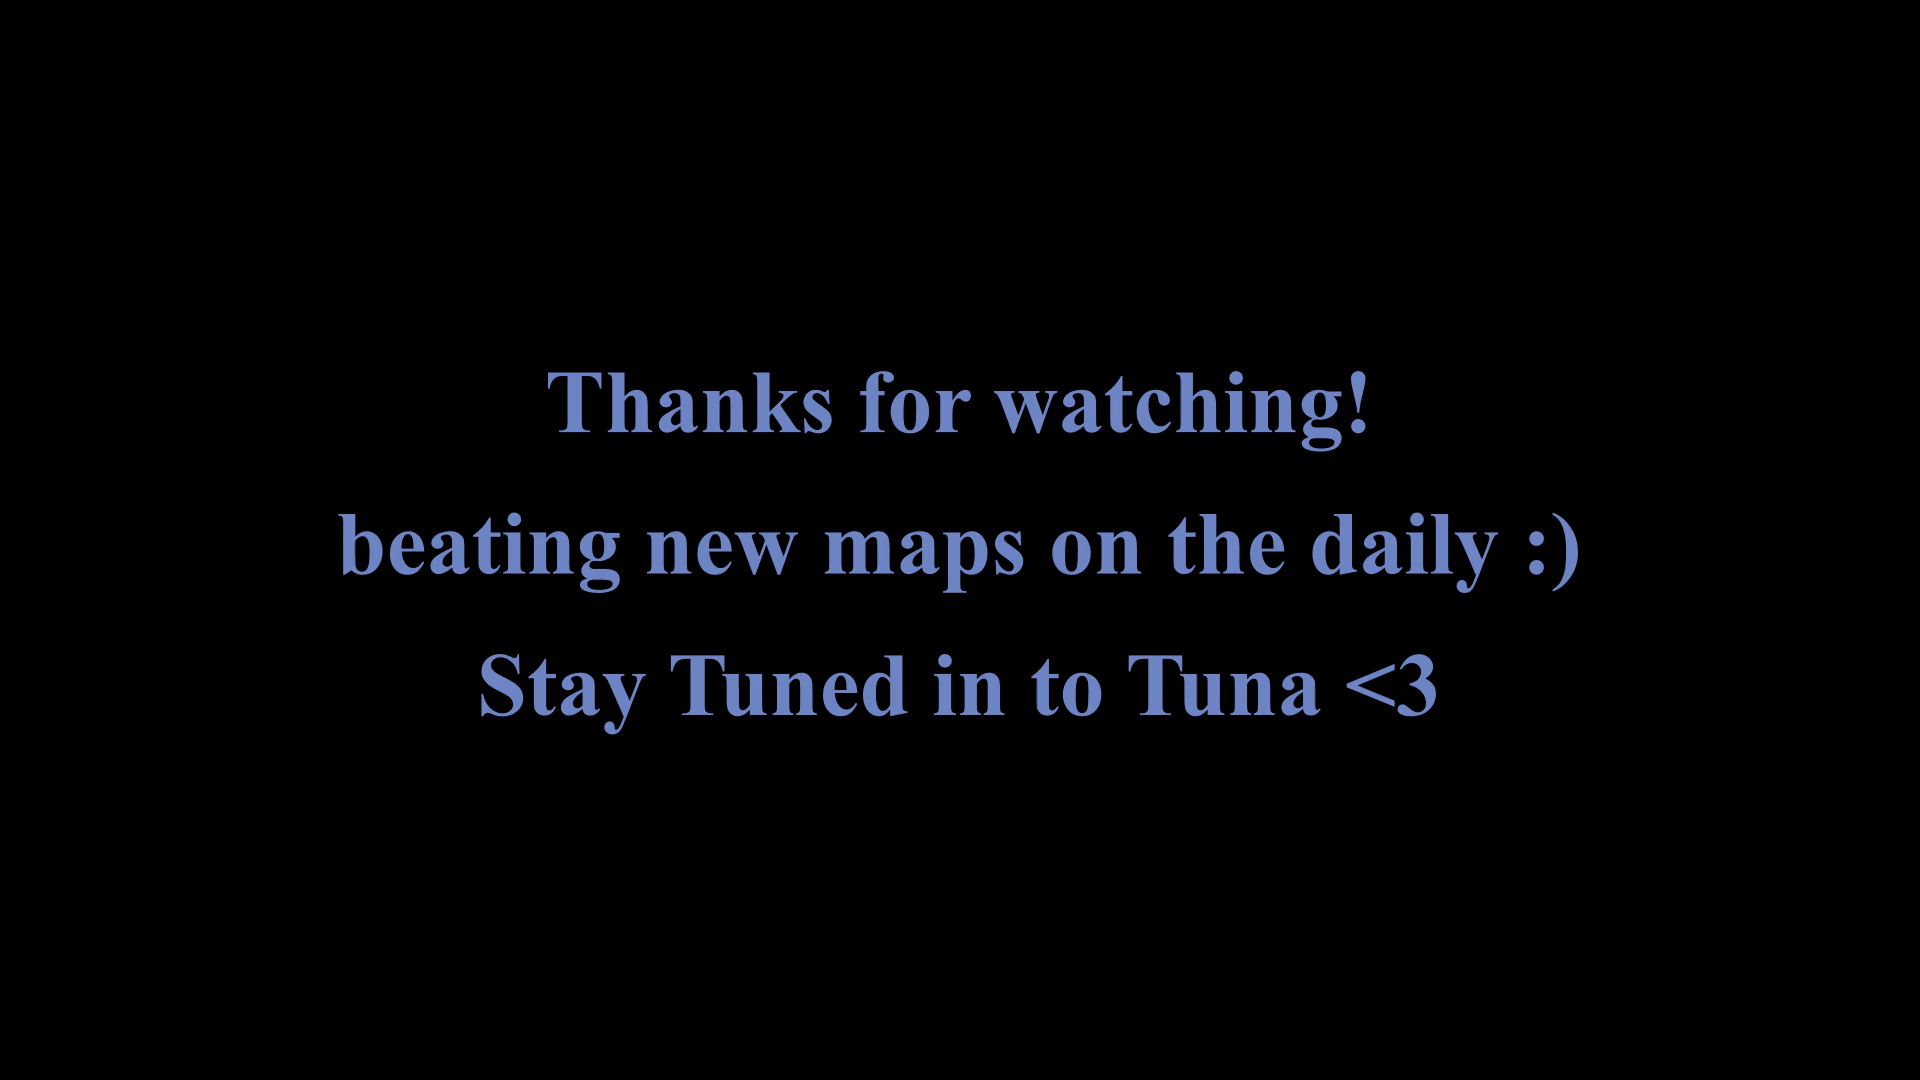 Thanks for watching!
beating new maps on the daily :)
Stay Tuned in to Tuna <3